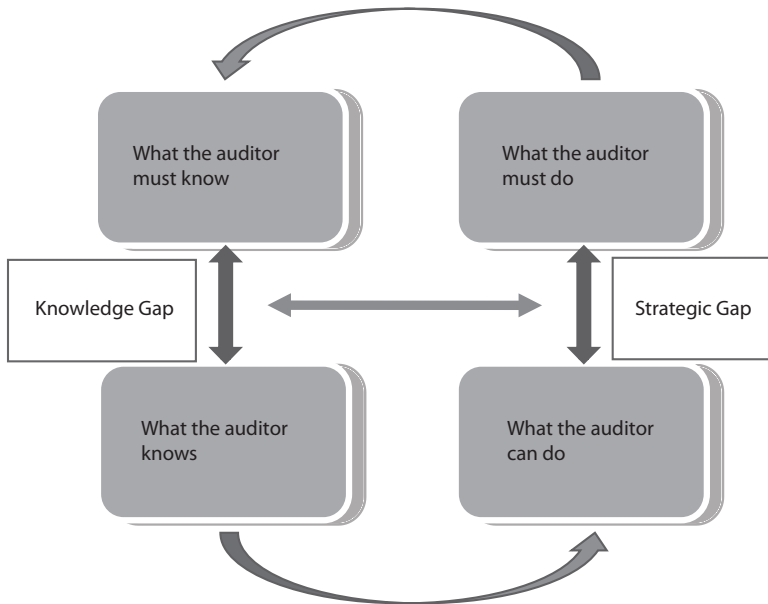 What the auditor
must know
What the auditor
must do
Knowledge Gap
Strategic Gap
What the auditor
knows
What the auditor
can do